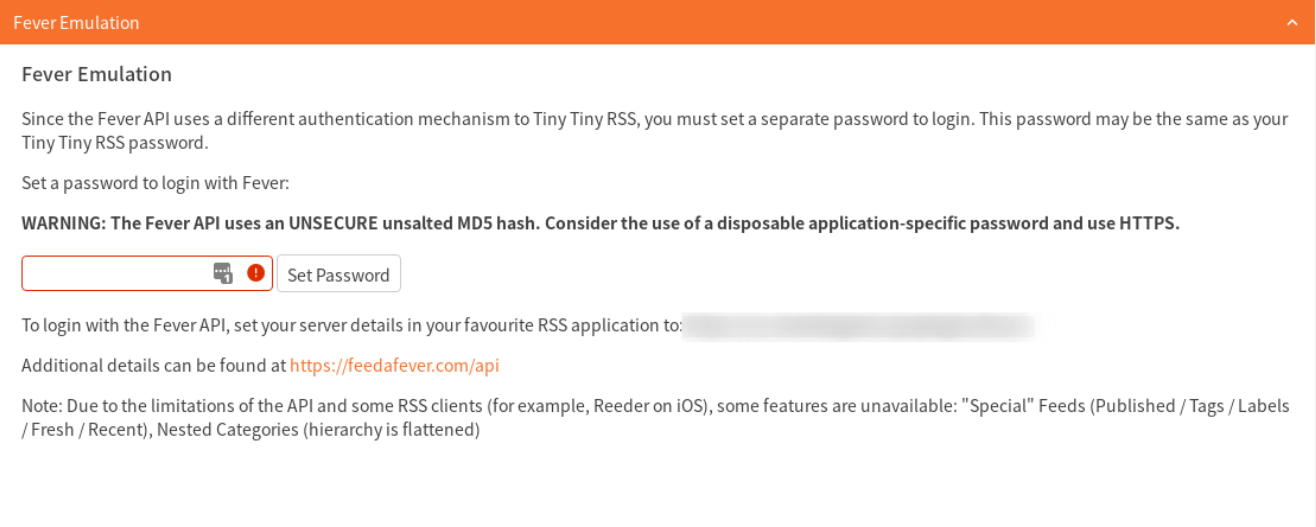 Fever Emulation
Fever Emulation
Since the Fever API uses a different authentication mechanism to Tiny Tiny RSS, you must set a separate password to login. This password may be the same as your
Tiny Tiny RSS password.
Set a password to login with Fever:
WARNING: The Fever API uses an UNSECURE unsalted MD5 hash. Consider the use of a disposable application-specific password and use HTTPS.
Set Password
To login with the Fever API, set your server details in your favourite RSS application to:
Additional details can be found at https://feedafever.com/api
Note: Due to the limitations of the API and some RSS clients (for example, Reeder on iOS), some features are unavailable: "Special" Feeds (Published / Tags / Labels
/ Fresh / Recent), Nested Categories (hierarchy is flattened)